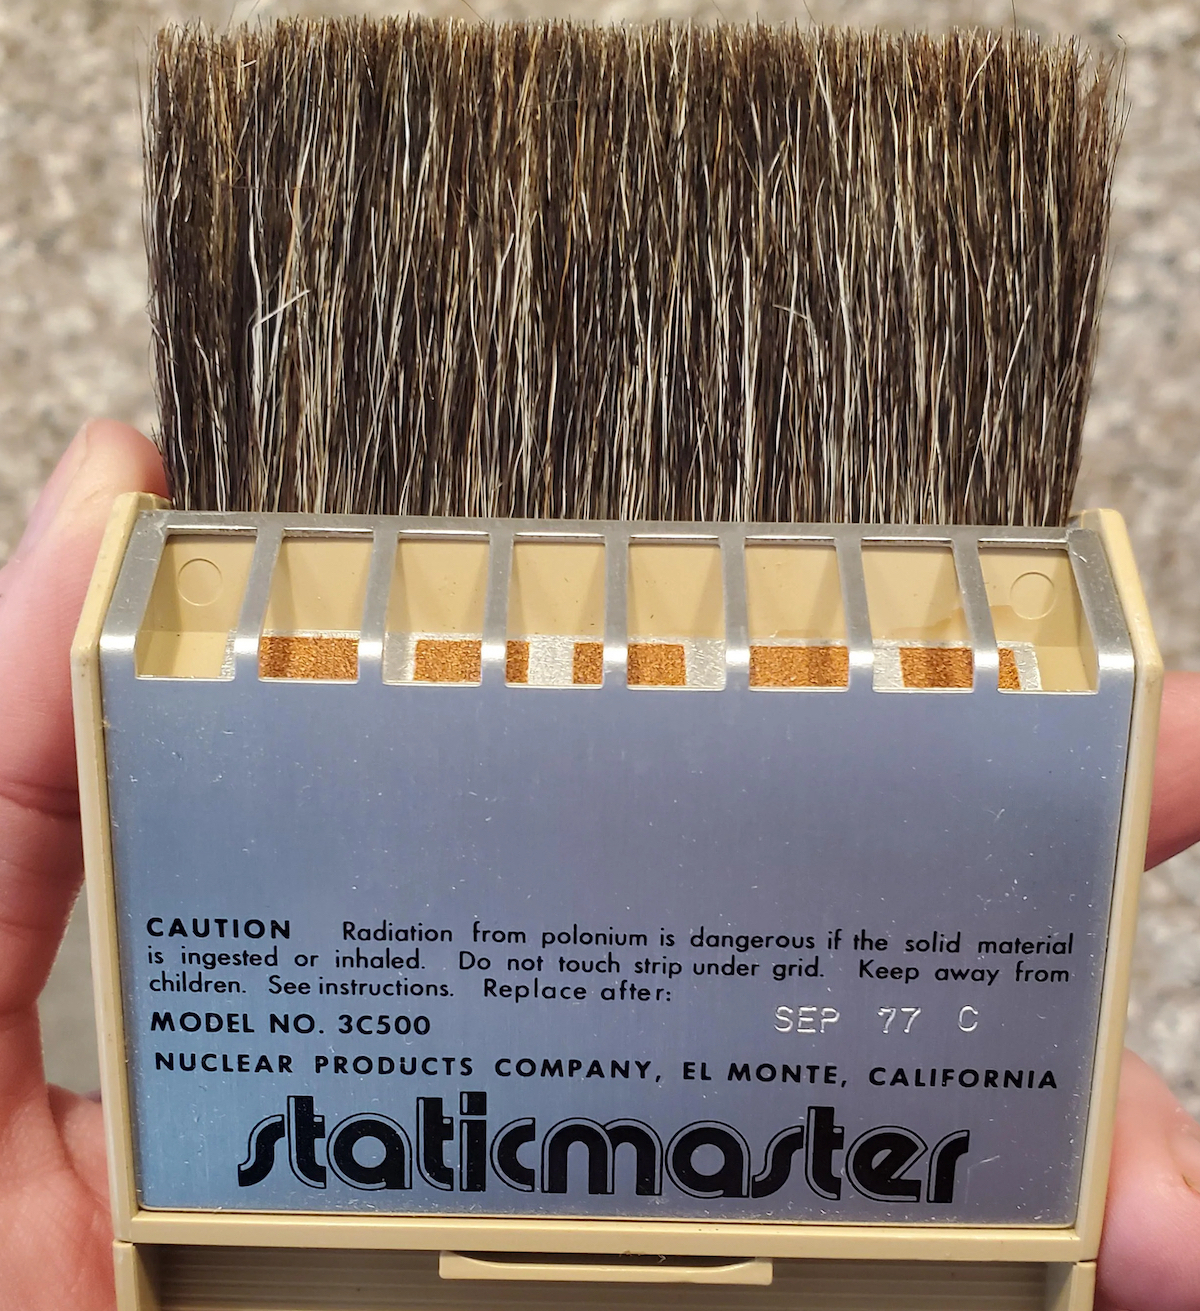 CAUTION Radiation from polonium is dangerous if the solid material
is ingested or inhaled. Do not touch strip under grid. Keep away from
children. See instructions. Replace after:
SEP 77 C
MODEL NO. 3C500
NUCLEAR PRODUCTS COMPANY, EL MONTE, CALIFORNIA
staticmaster